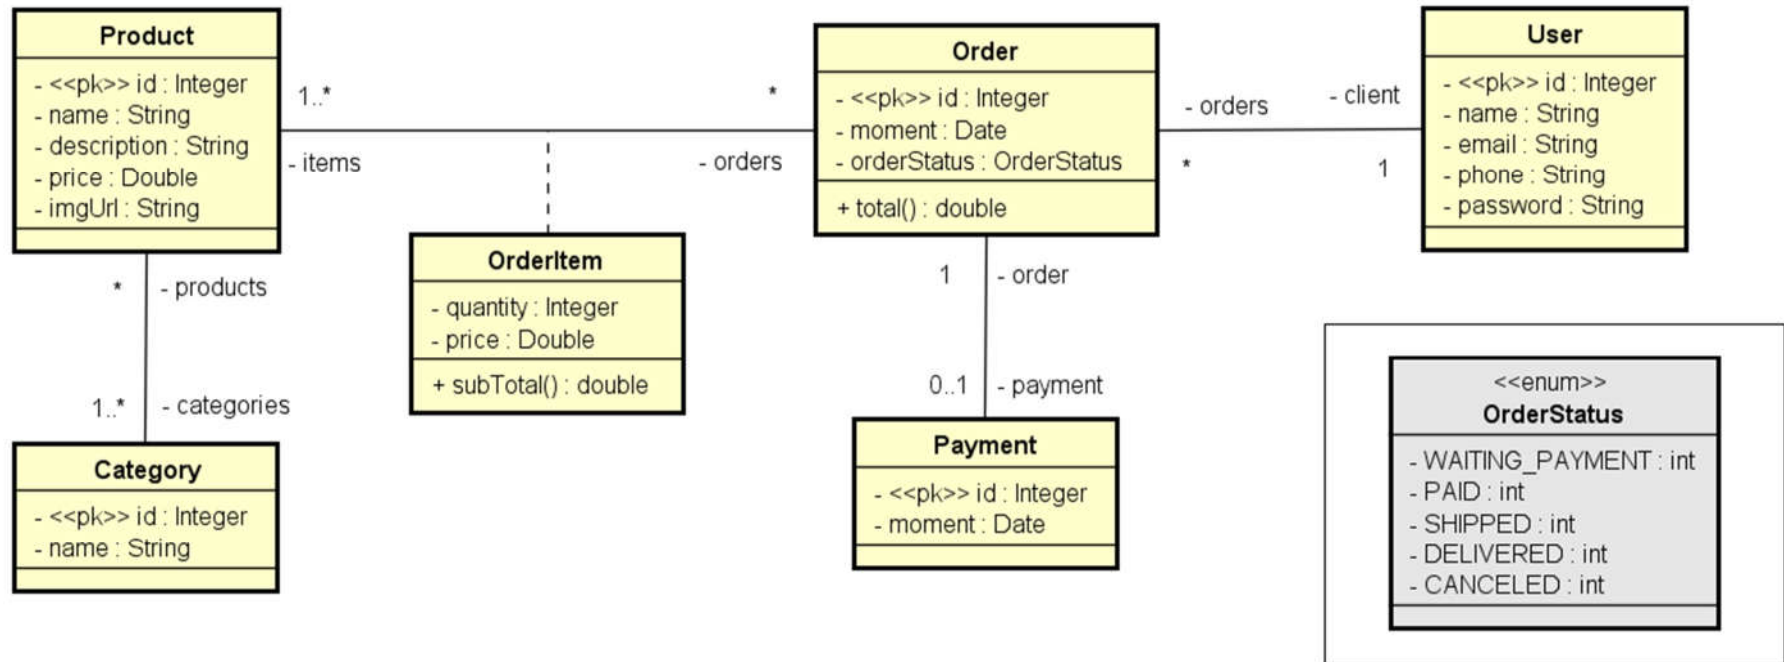 Product
- <<pk>> id : Integer
- name : String
- description : String
- price : Double
- imgUrl : String
1..*
- items
*
- orders
Order
- <<pk>> id : Integer
- moment : Date
- orderStatus : OrderStatus
+ total() : double
- orders
*
- client
1
User
- <<pk>> id : Integer
- name : String
- email : String
- phone : String
- password : String
OrderItem
- quantity : Integer
- price : Double
+ subTotal() : double
*
- products
1..*
- categories
Category
- <<pk>> id : Integer
- name : String
1
- order
0..1
- payment
Payment
- <<pk>> id : Integer
- moment : Date
<<enum>>
OrderStatus
- WAITING_PAYMENT : int
- PAID : int
- SHIPPED : int
- DELIVERED : int
- CANCELED : int